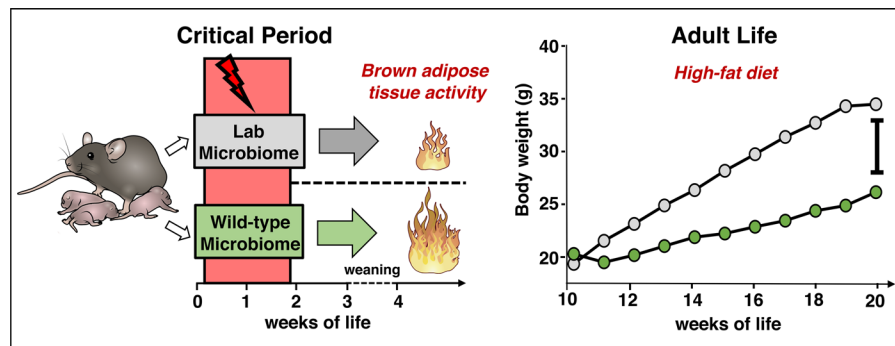 Critical Period
Brown adipose
tissue activity
Lab
Microbiome
Wild-type
Microbiome
weaning
0 1 2 3 4
weeks of life
Adult Life
High-fat diet
Body weight (g)
40
35
30
25
20
10 12 14 16 18 20
weeks of life